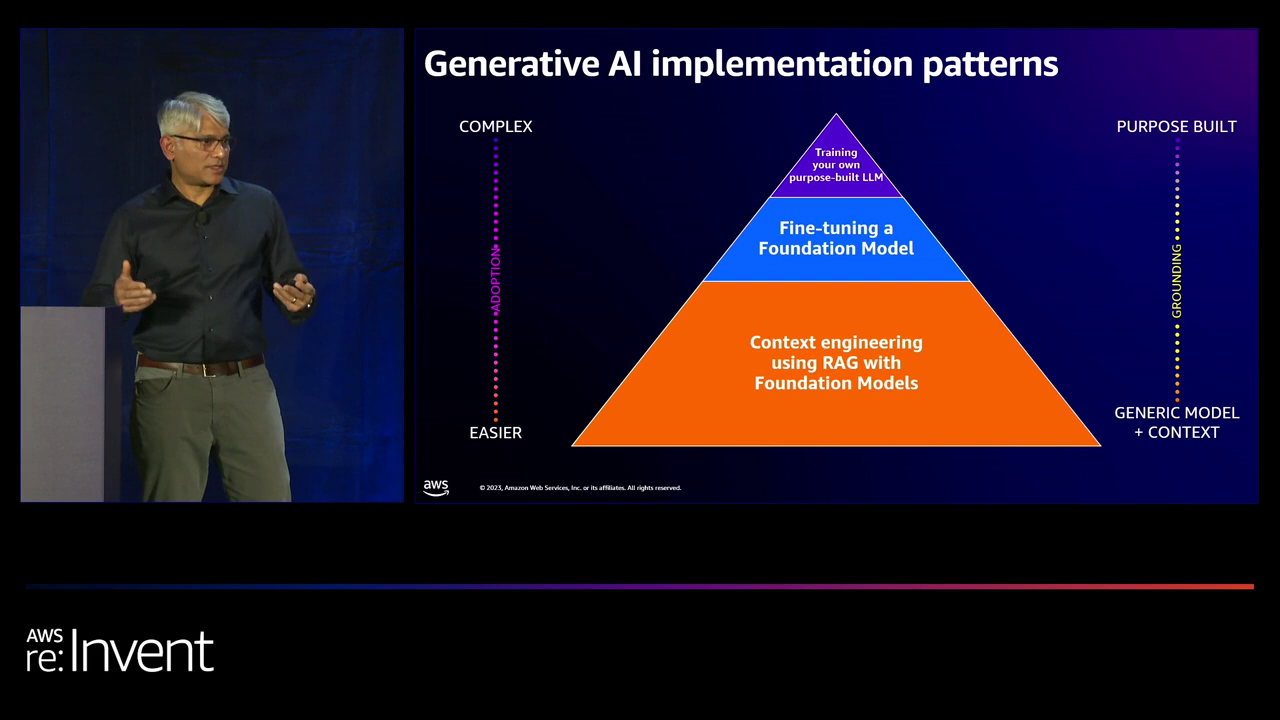 Generative AI implementation patterns
COMPLEX
ADOPTION
EASIER
Training
your own
purpose-built LLM
Fine-tuning a
Foundation Model
Context engineering
using RAG with
Foundation Models
PURPOSE BUILT
GROUNDING
GENERIC MODEL
+ CONTEXT
aws
© 2023, Amazon Web Services, Inc. or its affiliates. All rights reserved.
AWS
re:Invent